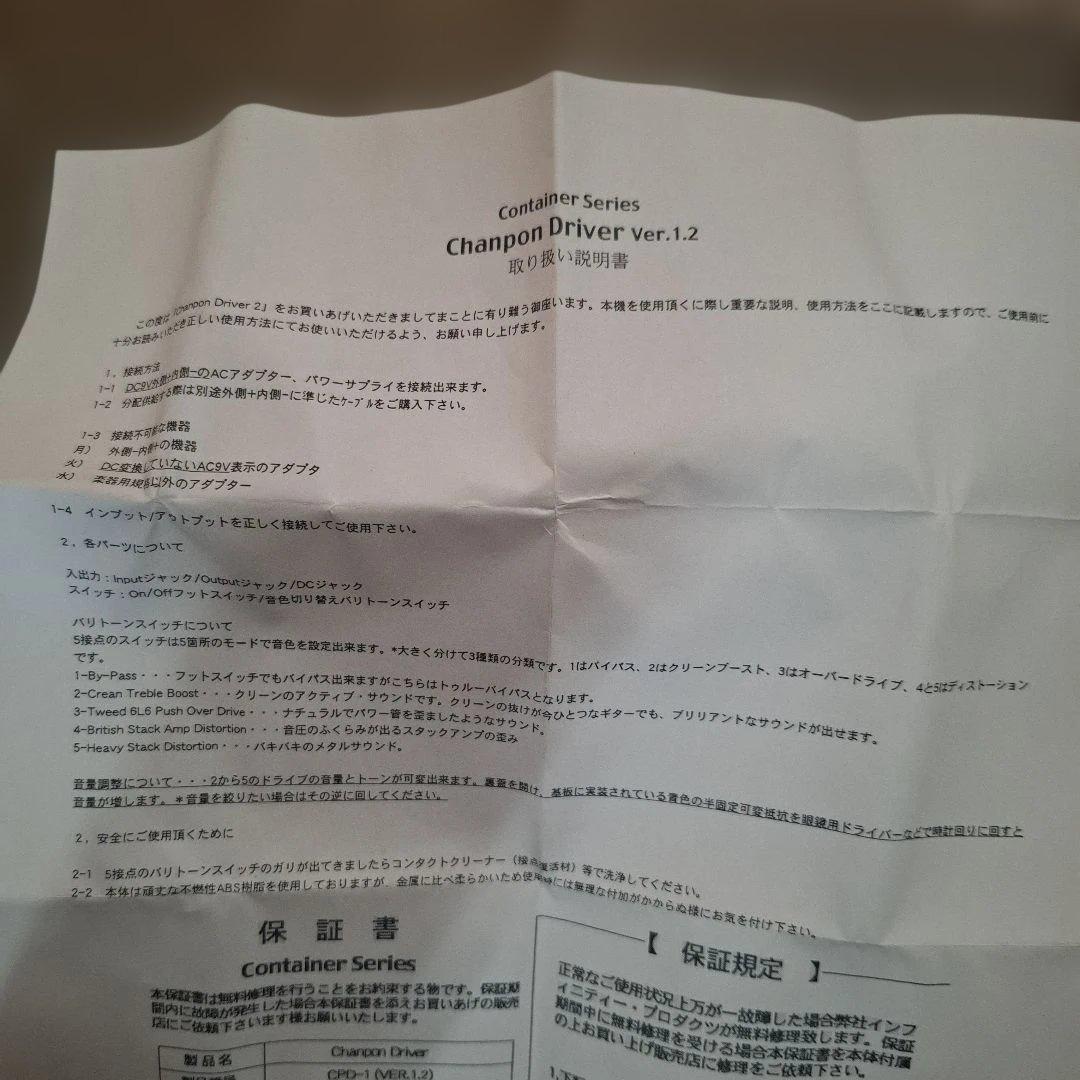 Container Series
Chanpon Driver Ver.1.2
取り扱い説明書
この度は「Chanpon Driver 2」をお買いあげいただきましてまことに有り難う御座います。本機を使用頂くに際し重要な説明、使用方法をここに記載しますので、ご使用前に
十分お読みいただき正しい使用方法にてお使いいただけるよう、お願い申し上げます。
1, 接続方法
1-1 DC9V外側+内側-のACアダプター、パワーサプライを接続出来ます。
1-2 分配供給する際は別途外側+内側-に準じたｹｰﾌﾞﾙをご購入下さい。
1-3 接続不可能な機器
月） 外側-内側+の機器
火） DC変換していないAC9V表示のアダプタ
水） 楽器用規格以外のアダプター
1-4 インプット/アウトプットを正しく接続してご使用下さい。
2, 各パーツについて
入出力：Inputジャック/Outputジャック/DCジャック
スイッチ：On/Offフットスイッチ/音色切り替えバリトーンスイッチ
バリトーンスイッチについて
5接点のスイッチは5箇所のモードで音色を設定出来ます。*大きく分けて3種類の分類です。1はバイパス、2はクリーンブースト、3はオーバードライブ、4と5はディストーション
です。
1-By-Pass・・・フットスイッチでもバイパス出来ますがこちらはトゥルーバイパスとなります。
2-Crean Treble Boost・・・クリーンのアクティブ・サウンドです。クリーンの抜けが今ひとつなギターでも、ブリリアントなサウンドが出せます。
3-Tweed 6L6 Push Over Drive・・・ナチュラルでパワー管を歪ましたようなサウンド。
4-British Stack Amp Distortion・・・音圧のふくらみが出るスタックアンプの歪み
5-Heavy Stack Distortion・・・バキバキのメタルサウンド。
音量調整について・・・2から5のドライブの音量とトーンが可変出来ます。裏蓋を開け、基板に実装されている青色の半固定可変抵抗を眼鏡用ドライバーなどで時計回りに回すと
音量が増します。＊音量を絞りたい場合はその逆に回してください。
2, 安全にご使用頂くために
2-1 5接点のバリトーンスイッチのガリが出てきましたらコンタクトクリーナー（接点復活材）等で洗浄してください。
2-2 本体は頑丈な不燃性ABS樹脂を使用しておりますが、金属に比べ柔らかいため使用時には無理な付加がかからぬ様にお気を付け下さい。
保 証 書
Container Series
本保証書は無料修理を行うことをお約束する物です。保証期
間内に故障が発生した場合本保証書を添えお買いあげの販売
店にご依頼下さいます様お願いいたします。
製品名 Chanpon Driver
CPD-1 (VER.1.2)
【 保証規定 】
正常なご使用状況上万が一故障した場合弊社インフ
ィニティー・プロダクツが無料修理致します。保証
期間中に無料修理を受ける場合本保証書を本体付属
の上お買い上げ販売店に修理をご依頼下さい。